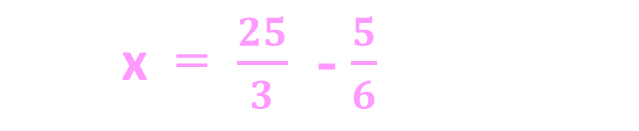 x = 25/3 - 5/6